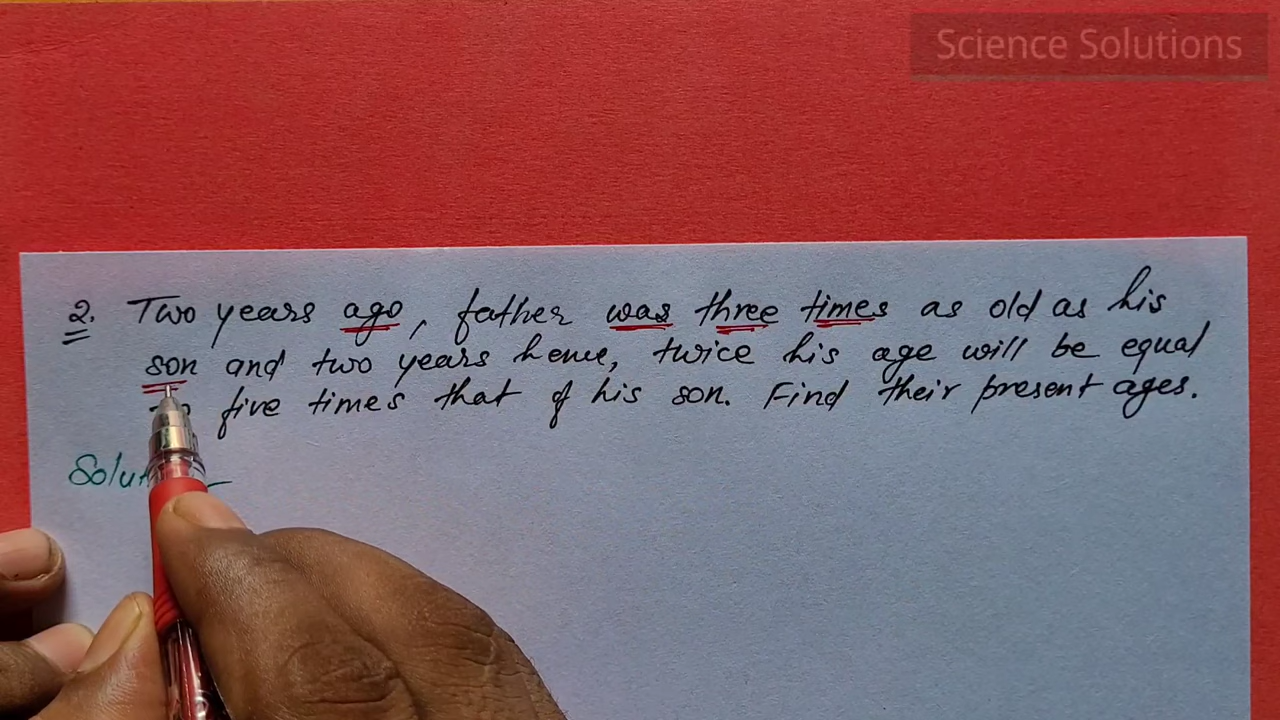 Science Solutions
2. Two years ago, father was three times as old as his
son and two years hence, twice his age will be equal
five times that of his son. Find their present ages.